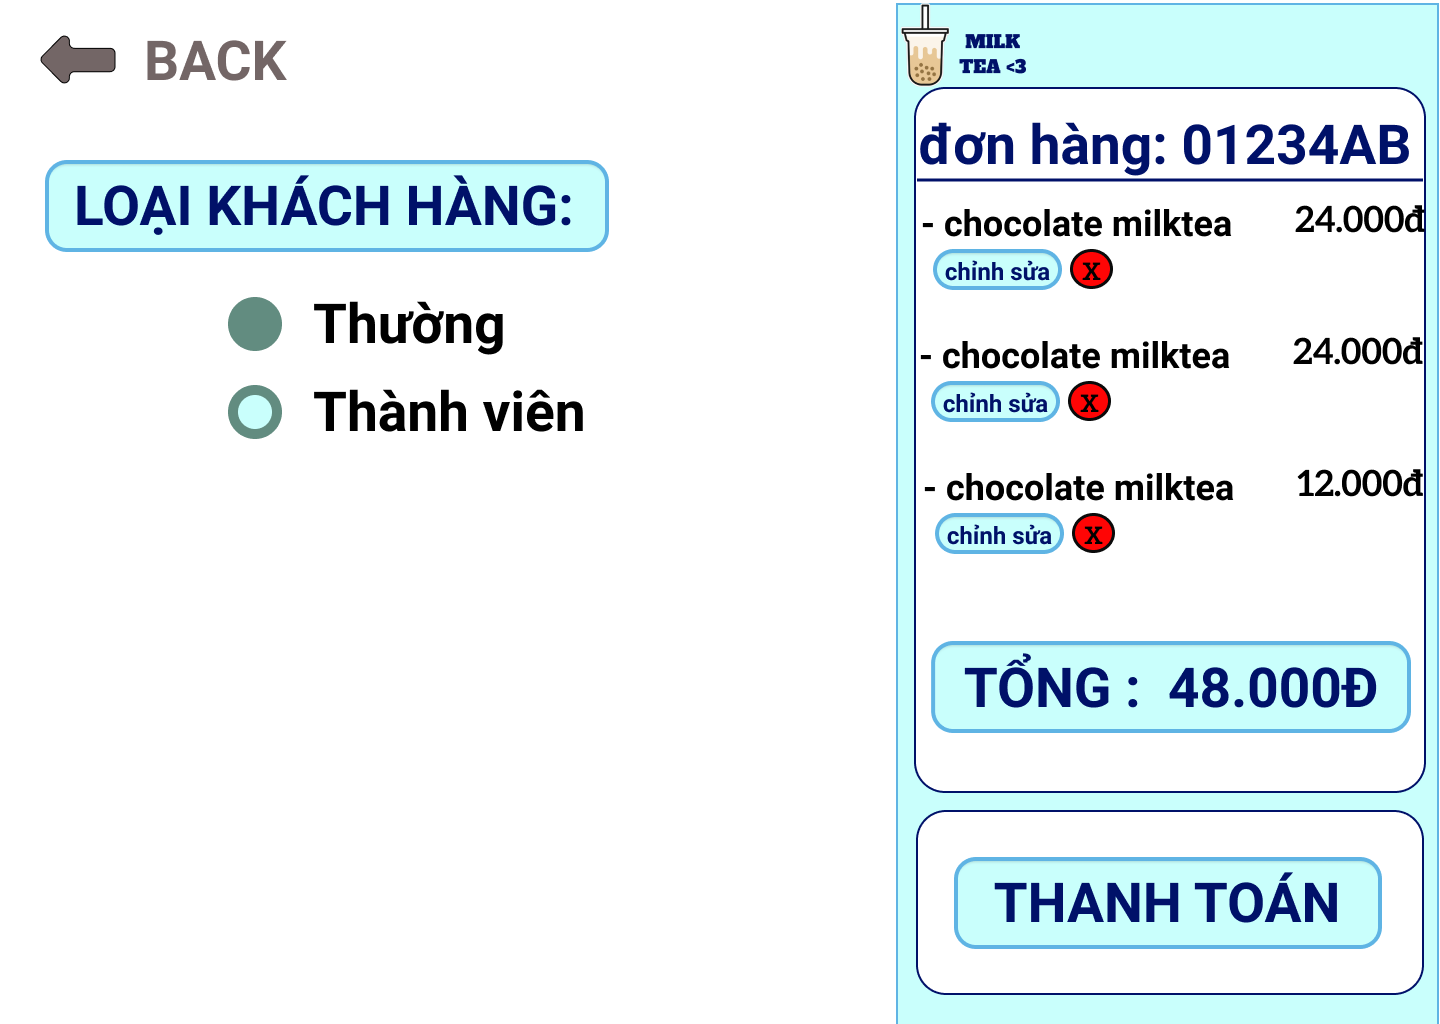 BACK
LOẠI KHÁCH HÀNG:
Thường
Thành viên
MILK
TEA <3
đơn hàng: 01234AB
- chocolate milktea 24.000đ
chỉnh sửa X
- chocolate milktea 24.000đ
chỉnh sửa X
- chocolate milktea 12.000đ
chỉnh sửa X
TỔNG : 48.000Đ
THANH TOÁN